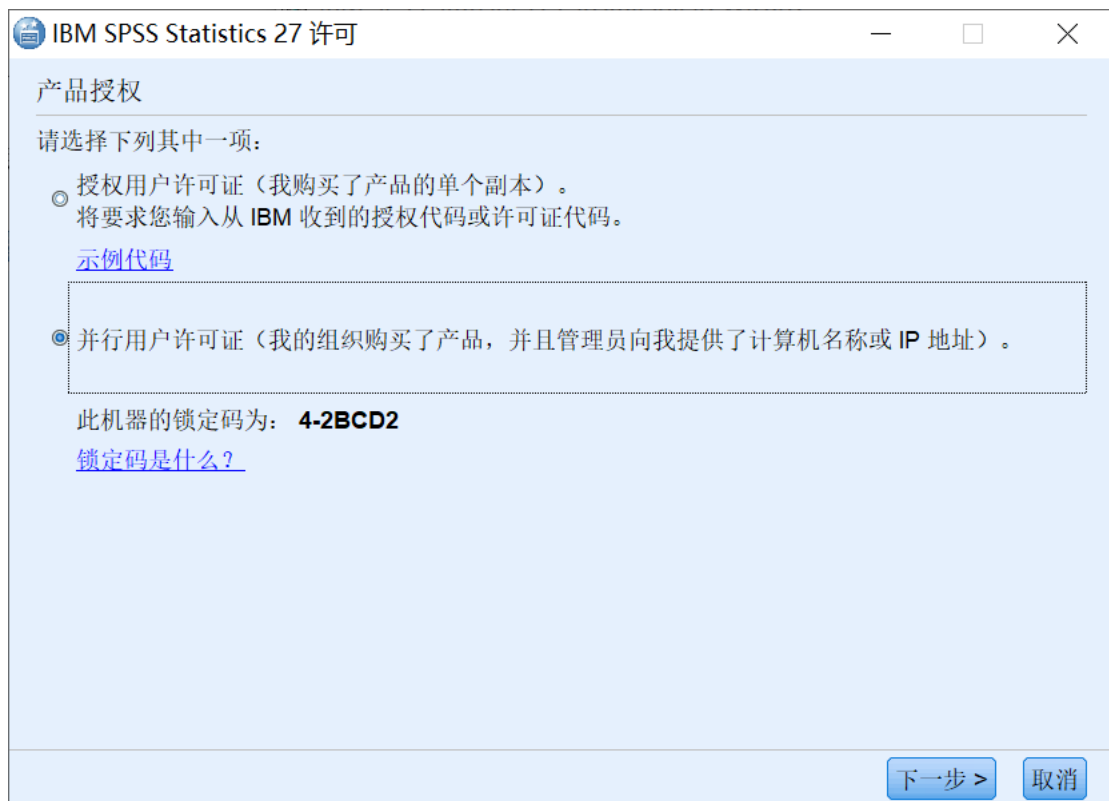 IBM SPSS Statistics 27 许可
产品授权
请选择下列其中一项：
授权用户许可证（我购买了产品的单个副本）。
将要求您输入从 IBM 收到的授权代码或许可证代码。
示例代码
并行用户许可证（我的组织购买了产品，并且管理员向我提供了计算机名称或 IP 地址）。
此机器的锁定码为： 4-2BCD2
锁定码是什么？
下一步 > 取消